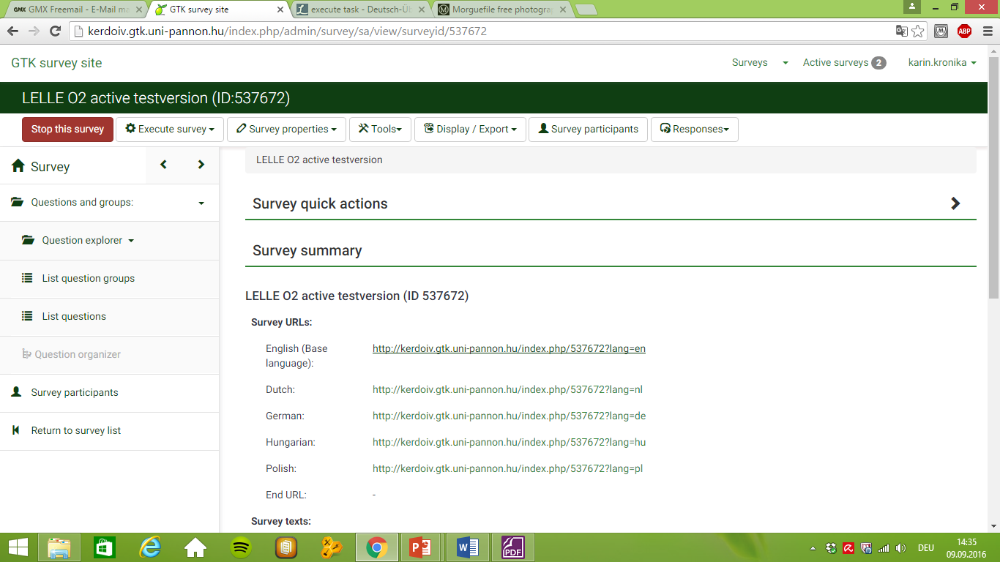 GMX Freemail - E-Mail ma
GTK survey site
execute task - Deutsch-Üb
Morguefile free photogra
kerdoiv.gtk.uni-pannon.hu/index.php/admin/survey/sa/view/surveyid/537672
ABP
GTK survey site
Surveys
Active surveys 2
karin.kronika
LELLE O2 active testversion (ID:537672)
Stop this survey
Execute survey
Survey properties
Tools
Display / Export
Survey participants
Responses
Survey
LELLE O2 active testversion
Questions and groups:
Survey quick actions
Question explorer
Survey summary
List question groups
LELLE O2 active testversion (ID 537672)
List questions
Survey URLs:
Question organizer
English (Base
language):
http://kerdoiv.gtk.uni-pannon.hu/index.php/537672?lang=en
Survey participants
Dutch: http://kerdoiv.gtk.uni-pannon.hu/index.php/537672?lang=nl
German: http://kerdoiv.gtk.uni-pannon.hu/index.php/537672?lang=de
Return to survey list
Hungarian: http://kerdoiv.gtk.uni-pannon.hu/index.php/537672?lang=hu
Polish: http://kerdoiv.gtk.uni-pannon.hu/index.php/537672?lang=pl
End URL: -
Survey texts:
PDF
DEU
14:35
09.09.2016